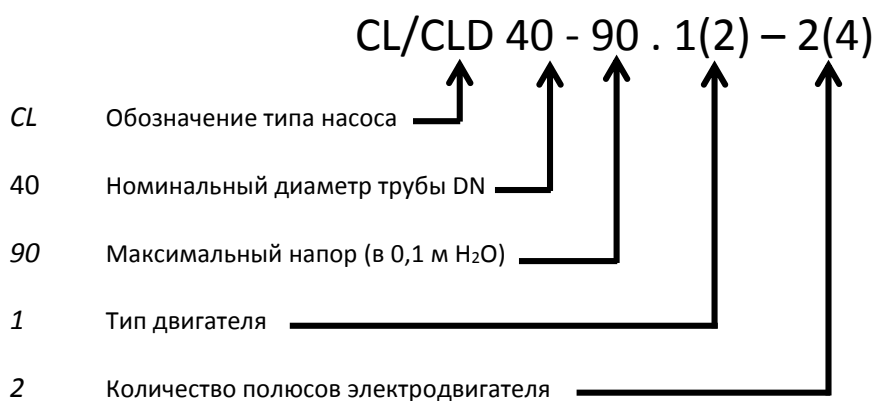 CL/CLD 40 - 90 . 1(2) – 2(4)
CL Обозначение типа насоса
40 Номинальный диаметр трубы DN
90 Максимальный напор (в 0,1 м H₂O)
1 Тип двигателя
2 Количество полюсов электродвигателя